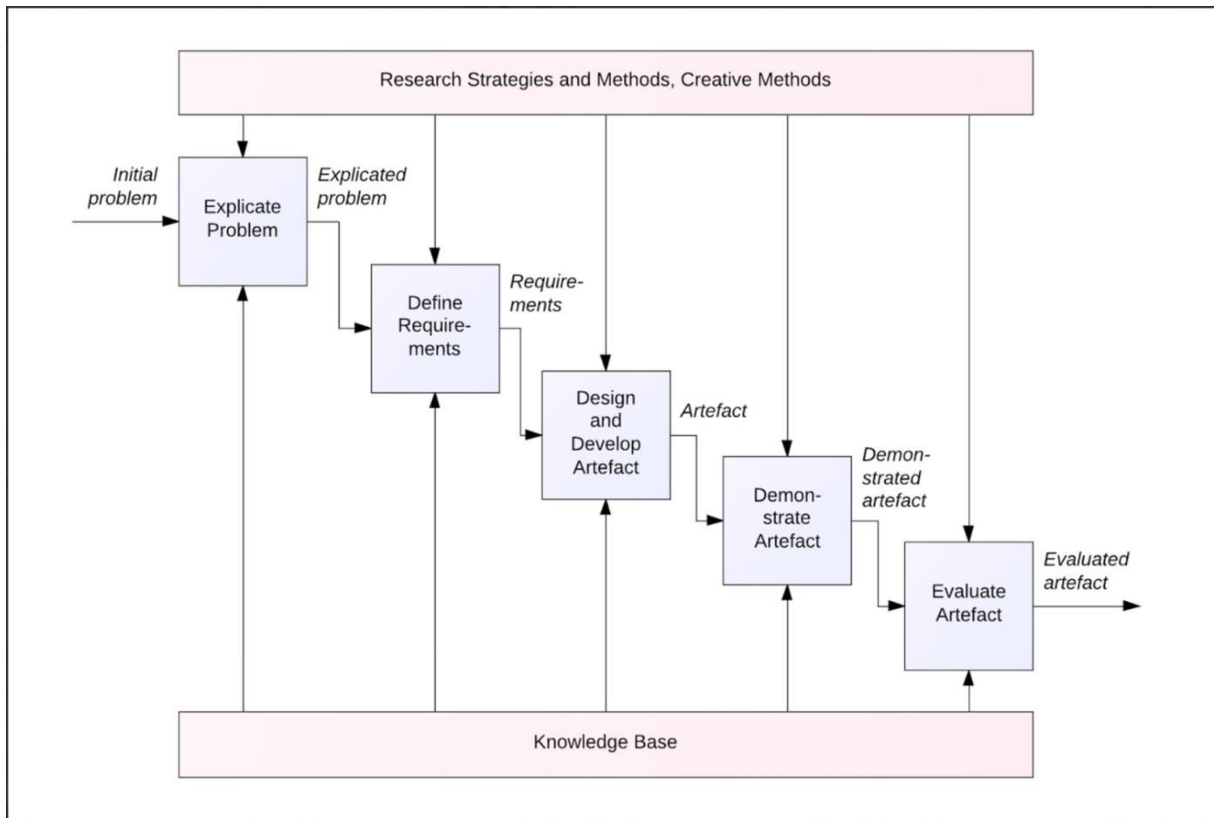 Research Strategies and Methods, Creative Methods
Initial
problem
Explicated
problem
Explicate
Problem
Define
Require-
ments
Require-
ments
Design
and
Develop
Artefact
Artefact
Demon-
strate
Artefact
Demon-
strated
artefact
Evaluate
Artefact
Evaluated
artefact
Knowledge Base